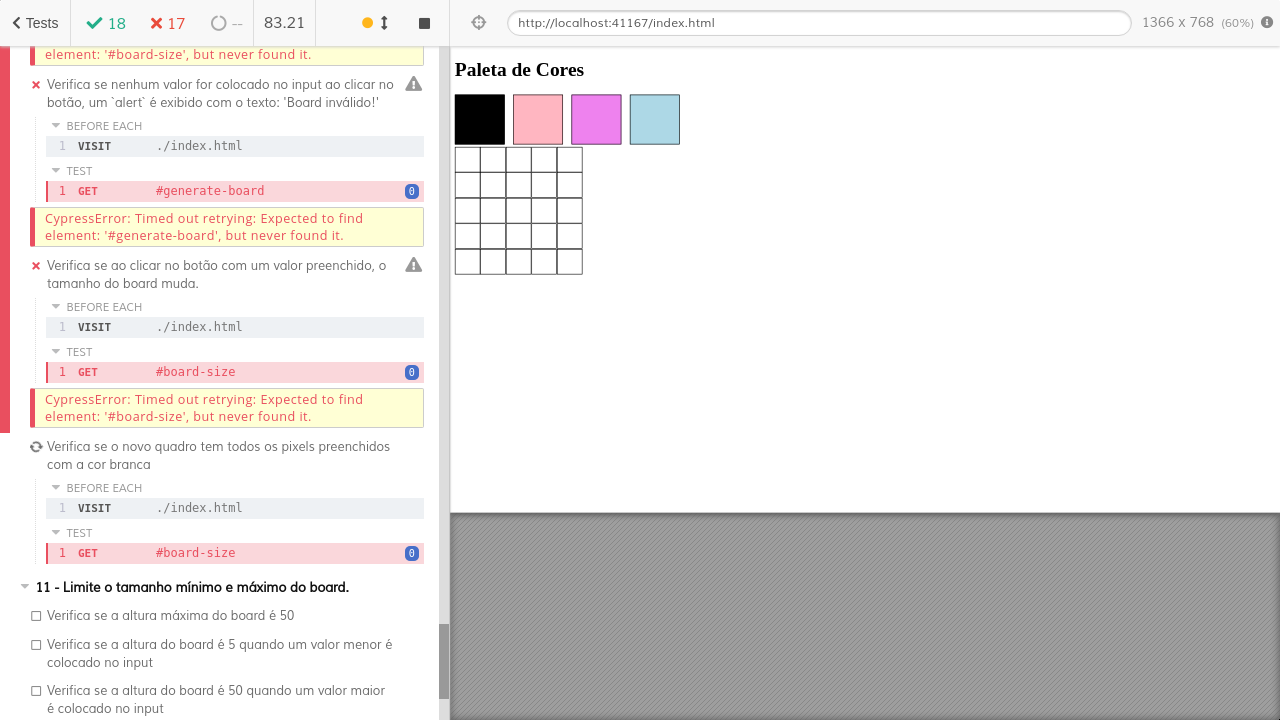 Tests 18 17 -- 83.21
element: '#board-size', but never found it.
Verifica se nenhum valor for colocado no input ao clicar no
botão, um `alert` é exibido com o texto: 'Board inválido!'
BEFORE EACH
1 VISIT ./index.html
TEST
1 GET #generate-board 0
CypressError: Timed out retrying: Expected to find
element: '#generate-board', but never found it.
Verifica se ao clicar no botão com um valor preenchido, o
tamanho do board muda.
BEFORE EACH
1 VISIT ./index.html
TEST
1 GET #board-size 0
CypressError: Timed out retrying: Expected to find
element: '#board-size', but never found it.
Verifica se o novo quadro tem todos os pixels preenchidos
com a cor branca
BEFORE EACH
1 VISIT ./index.html
TEST
1 GET #board-size 0
11 - Limite o tamanho mínimo e máximo do board.
Verifica se a altura máxima do board é 50
Verifica se a altura do board é 5 quando um valor menor é
colocado no input
Verifica se a altura do board é 50 quando um valor maior
é colocado no input
http://localhost:41167/index.html 1366 x 768 (60%)
Paleta de Cores